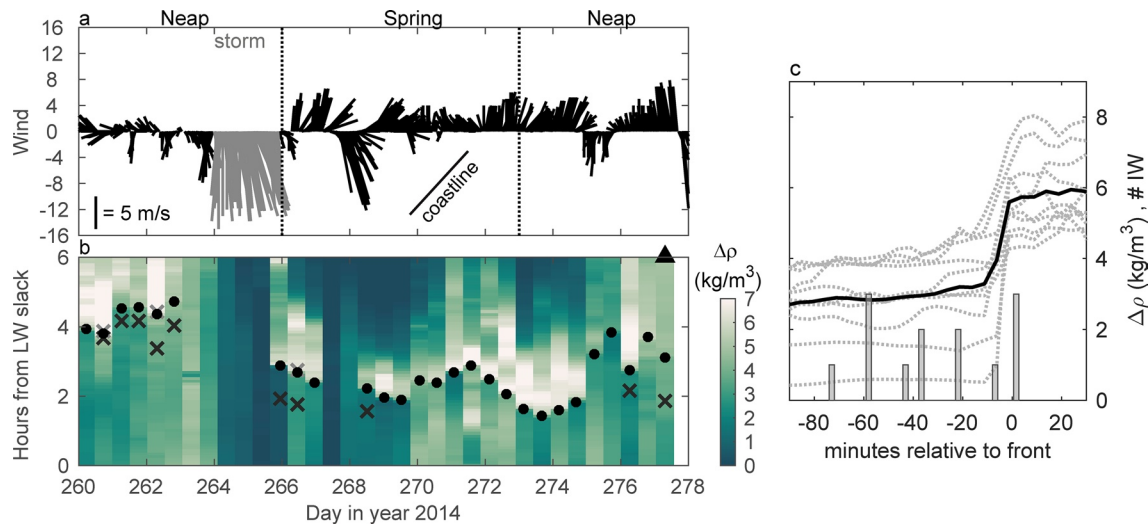 Neap Spring Neap
a
storm
16
12
8
4
0
-4
-8
-12
-16
Wind
= 5 m/s
coastline
b
6
4
2
0
Hours from LW slack
260 262 264 266 268 270 272 274 276 278
Day in year 2014
Δρ
(kg/m³)
7
6
5
4
3
2
1
0
c
8
6
4
2
0
Δρ (kg/m³) , # IW
-80 -60 -40 -20 0 20
minutes relative to front